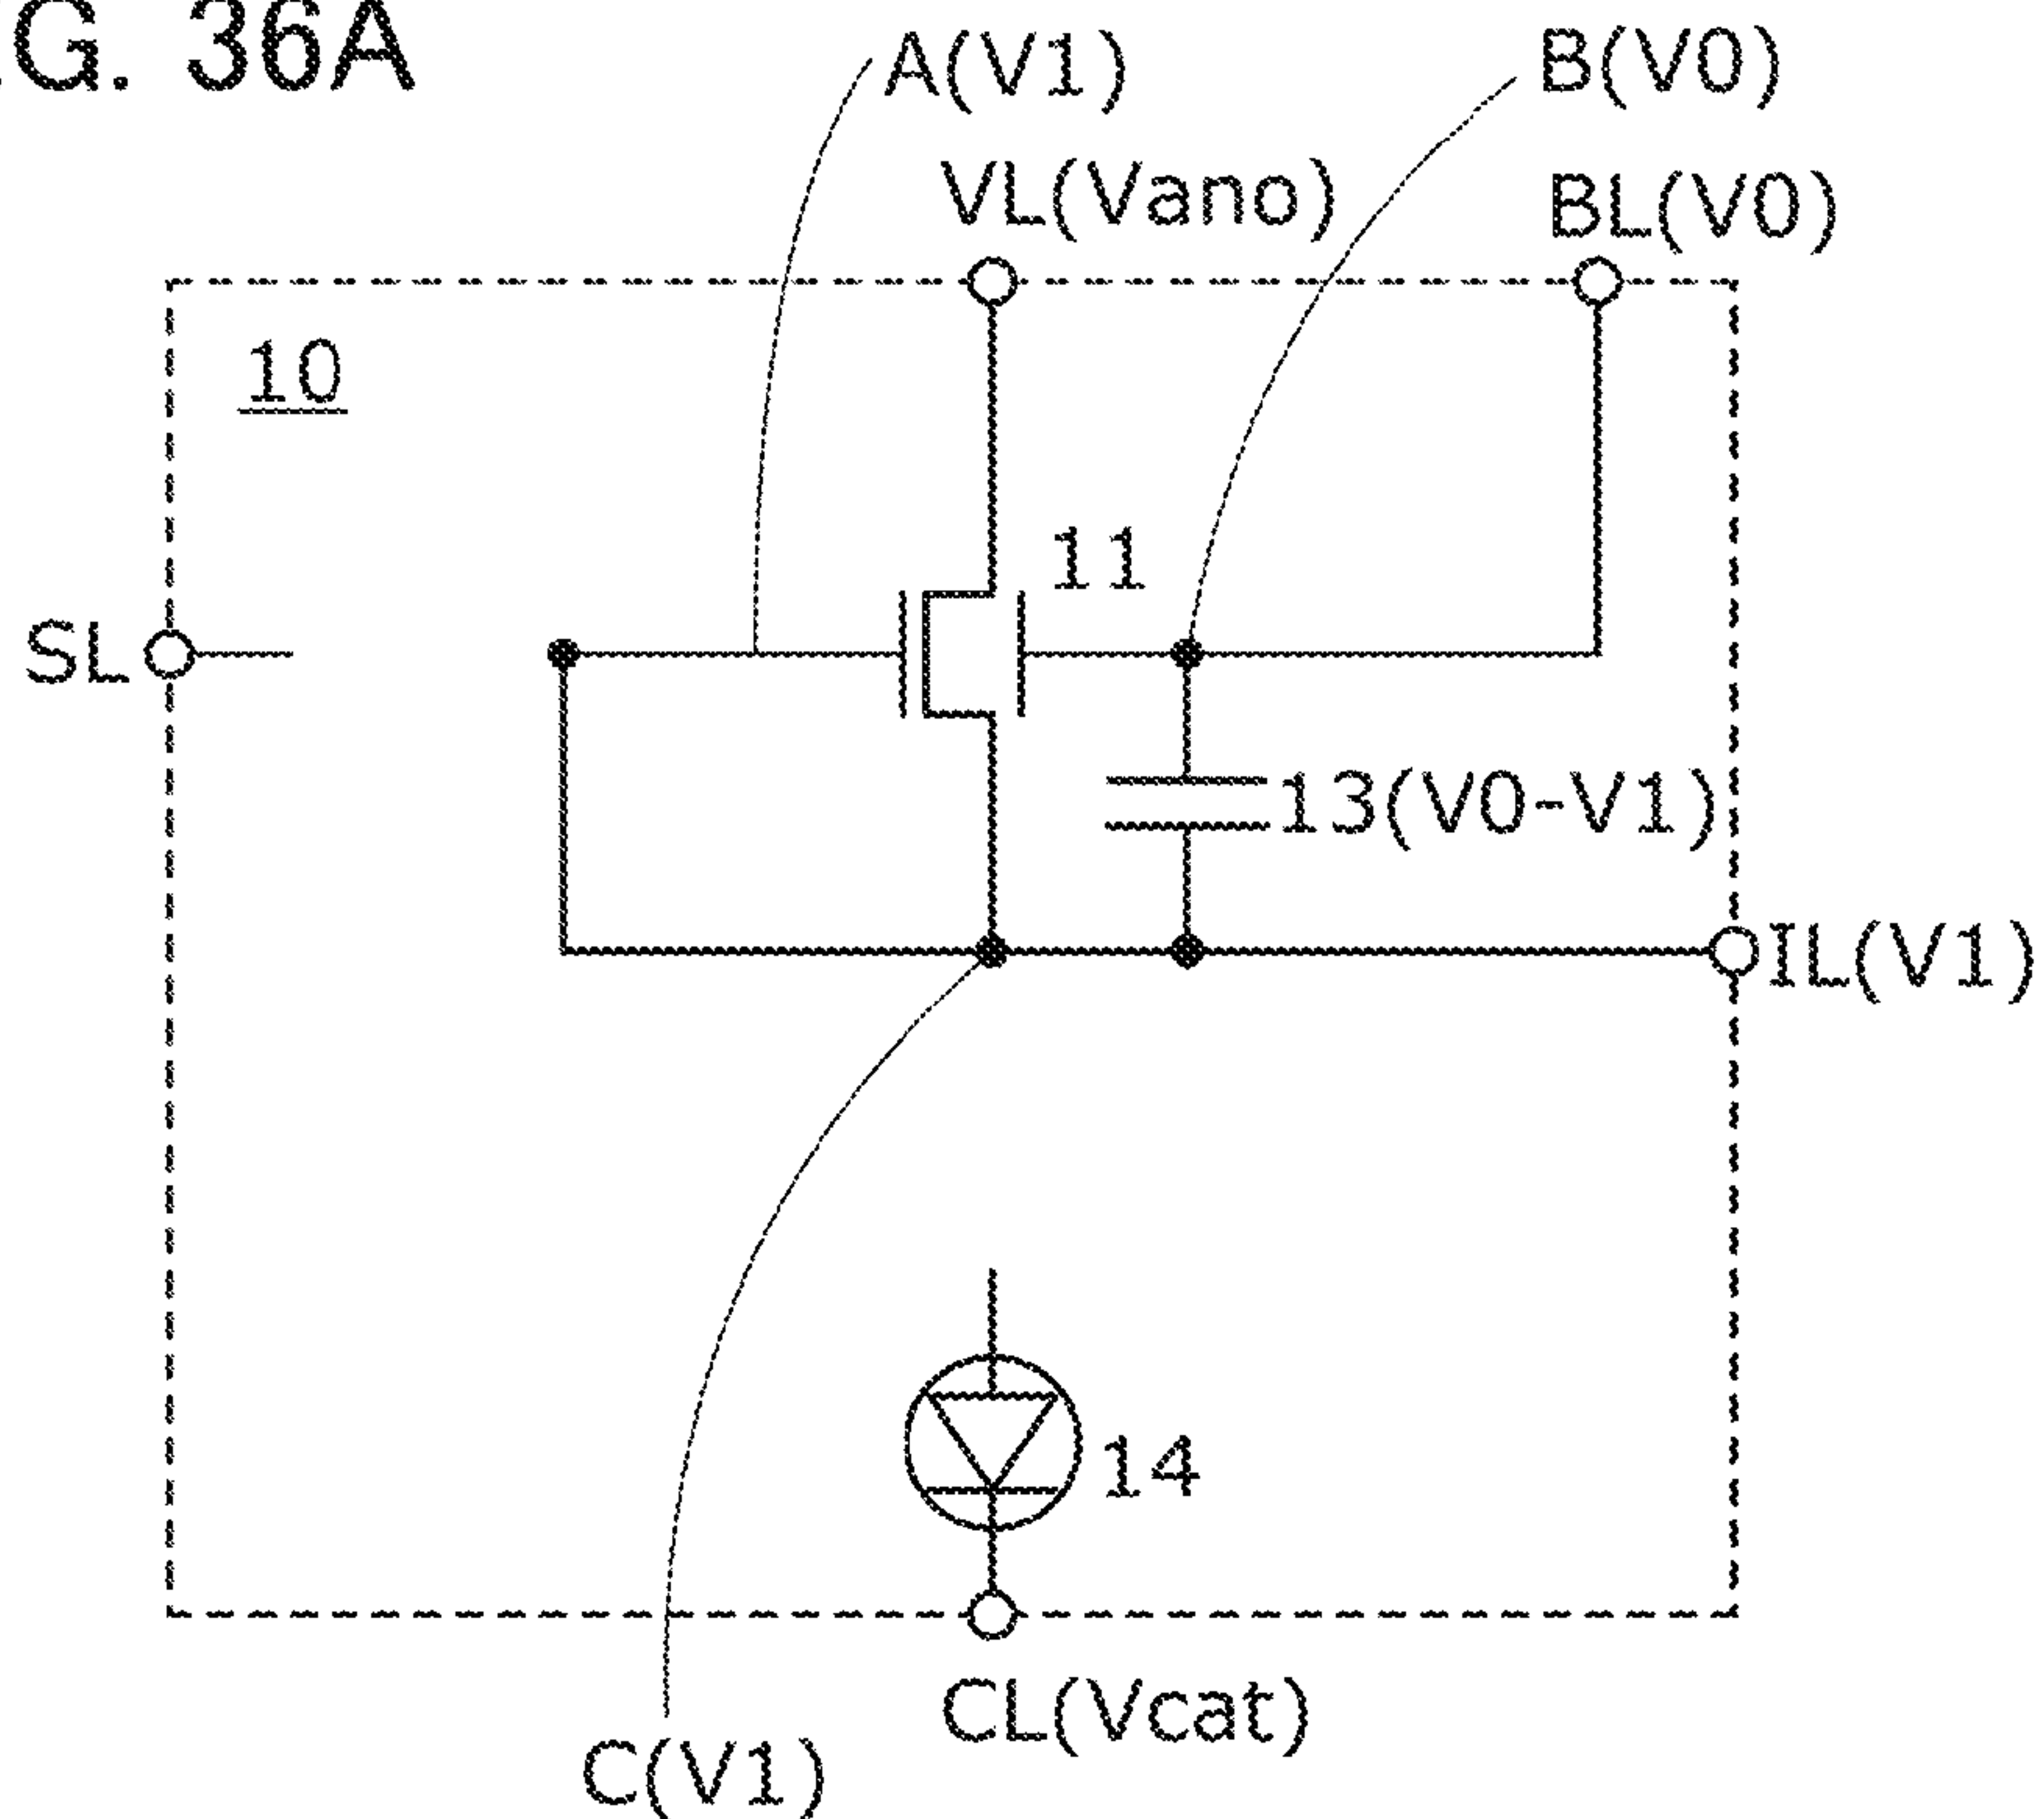 G. 36A
A(V1)
B(V0)
VL(Vano)
BL(V0)
10
11
SL
13(V0-V1)
IL(V1)
14
CL(Vcat)
C(V1)